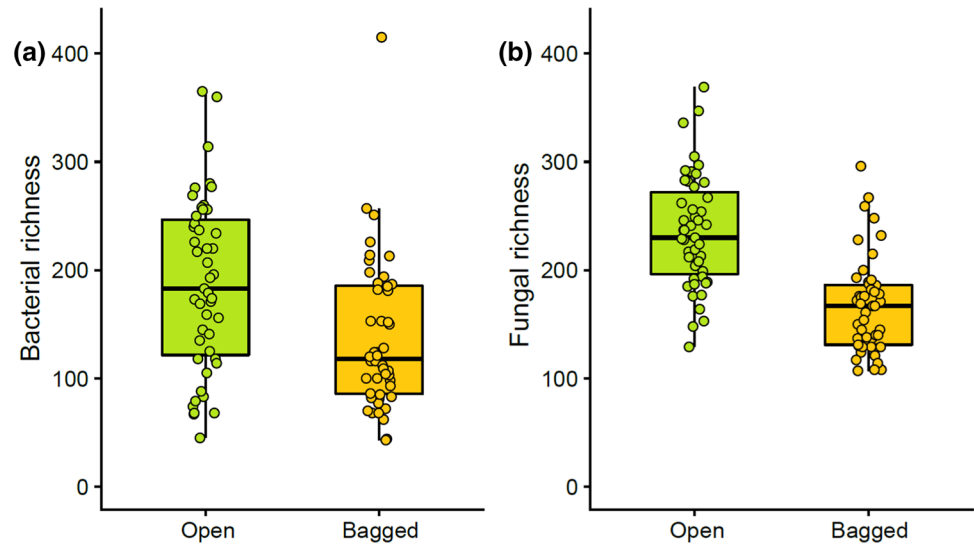 (a)
Bacterial richness
400
300
200
100
0
Open Bagged
(b)
Fungal richness
400
300
200
100
0
Open Bagged